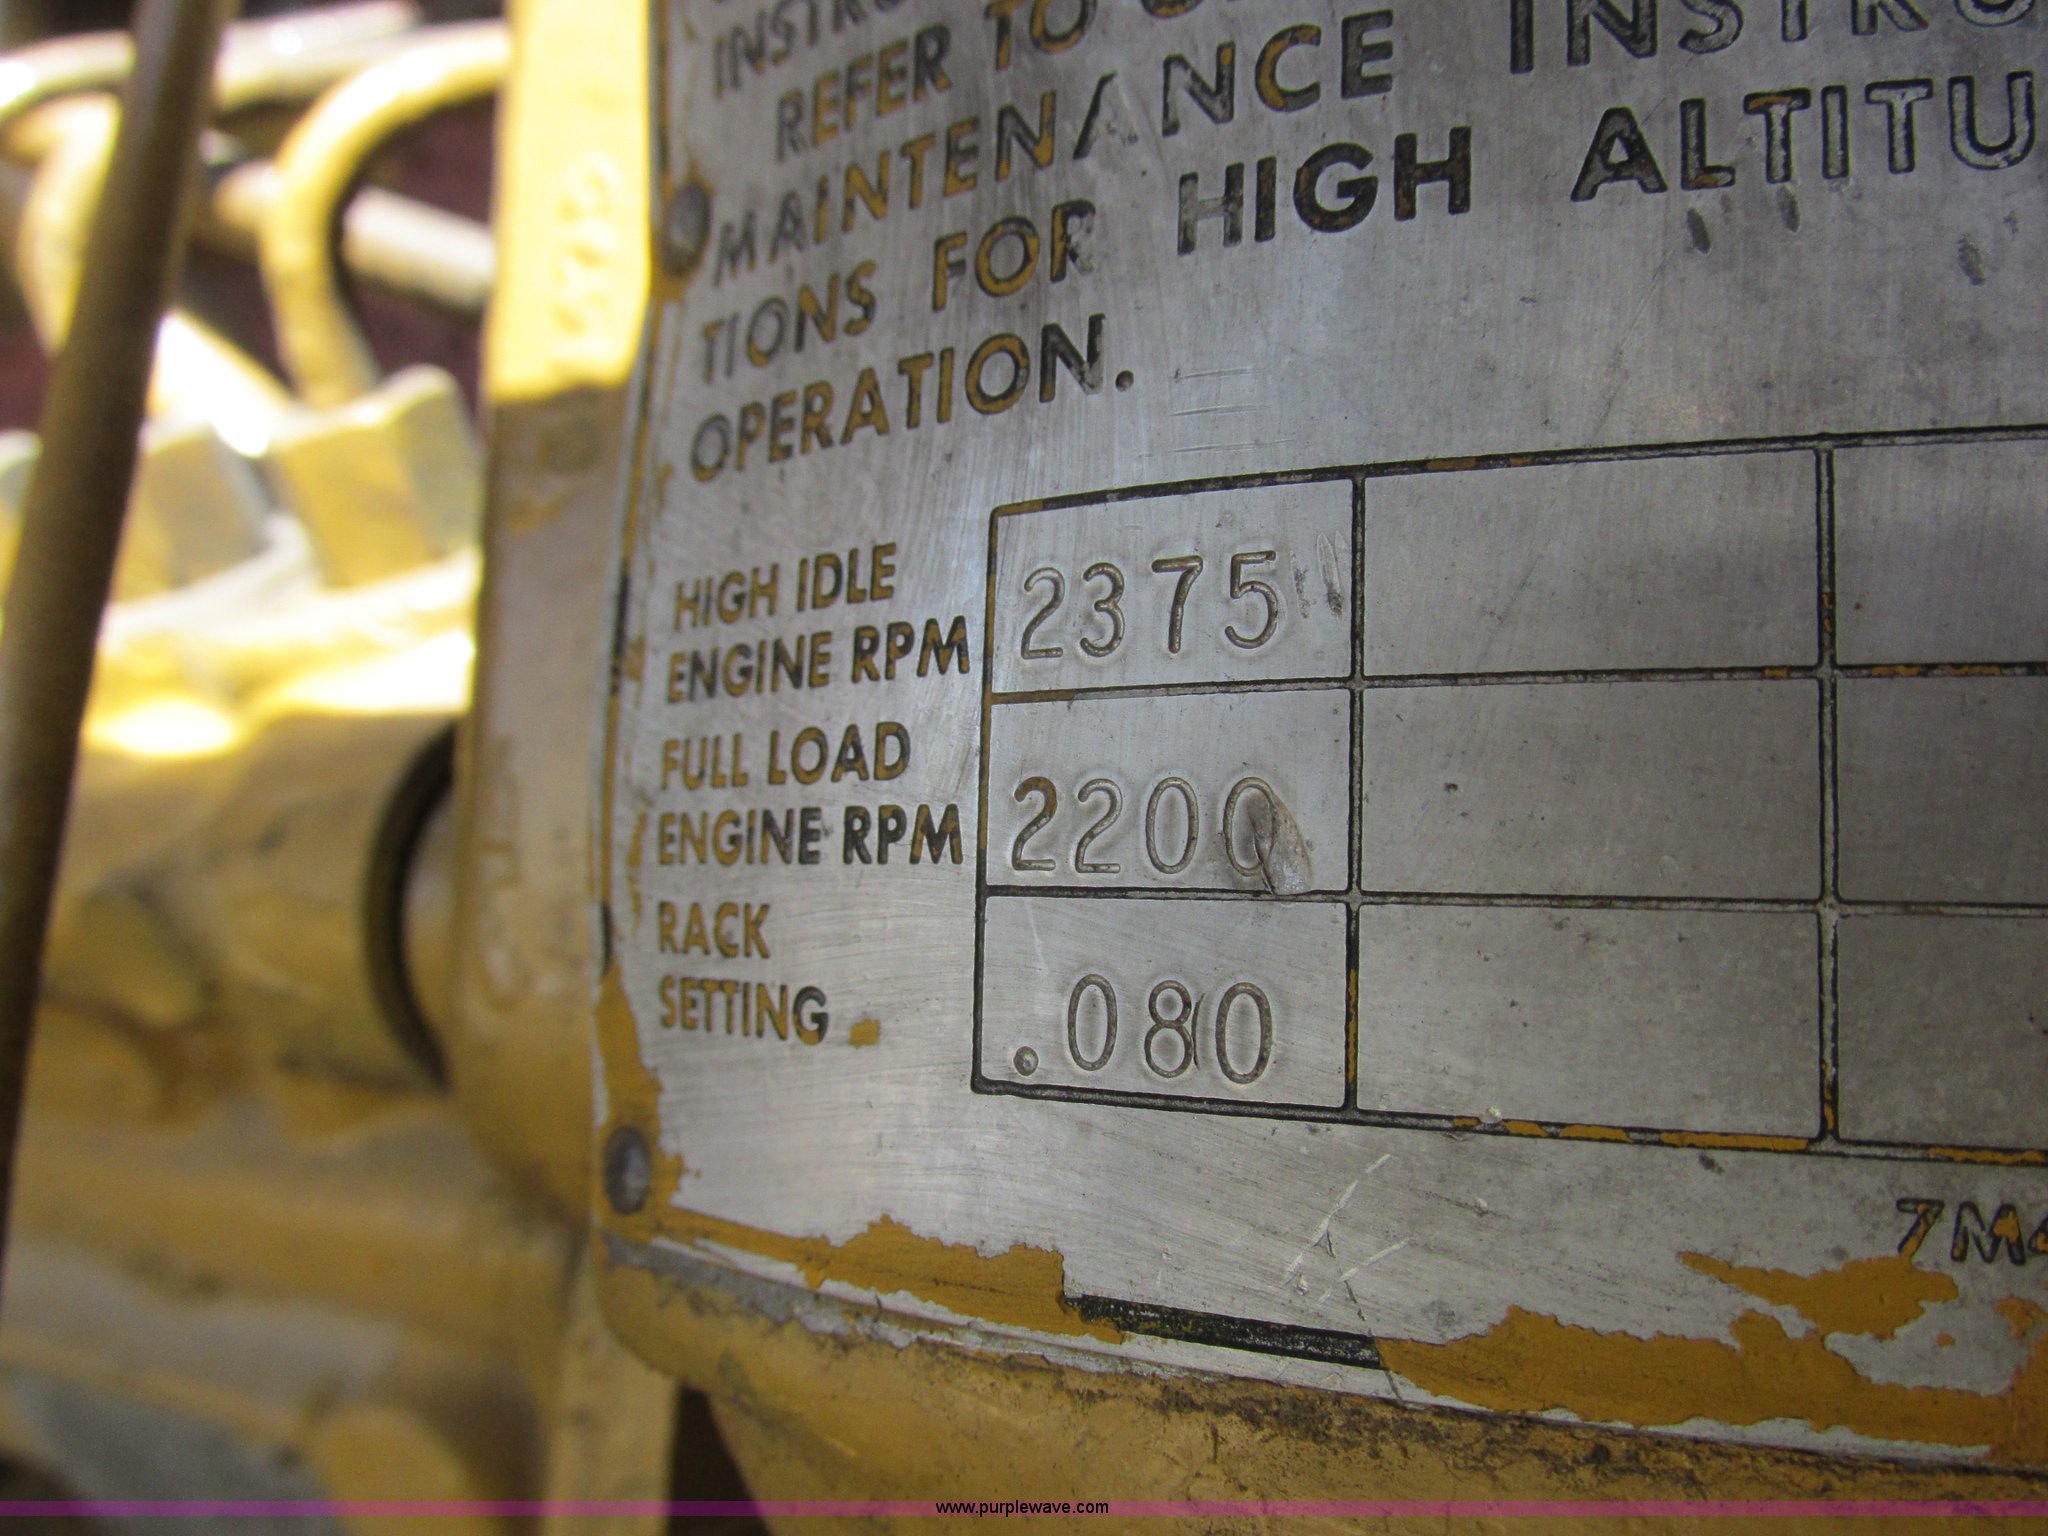 REFER TO
MAINTENANCE INSTRU
TIONS FOR HIGH ALTITU
OPERATION.
HIGH IDLE
ENGINE RPM 2375
FULL LOAD
ENGINE RPM 2200
RACK
SETTING .080
7M4
www.purplewave.com